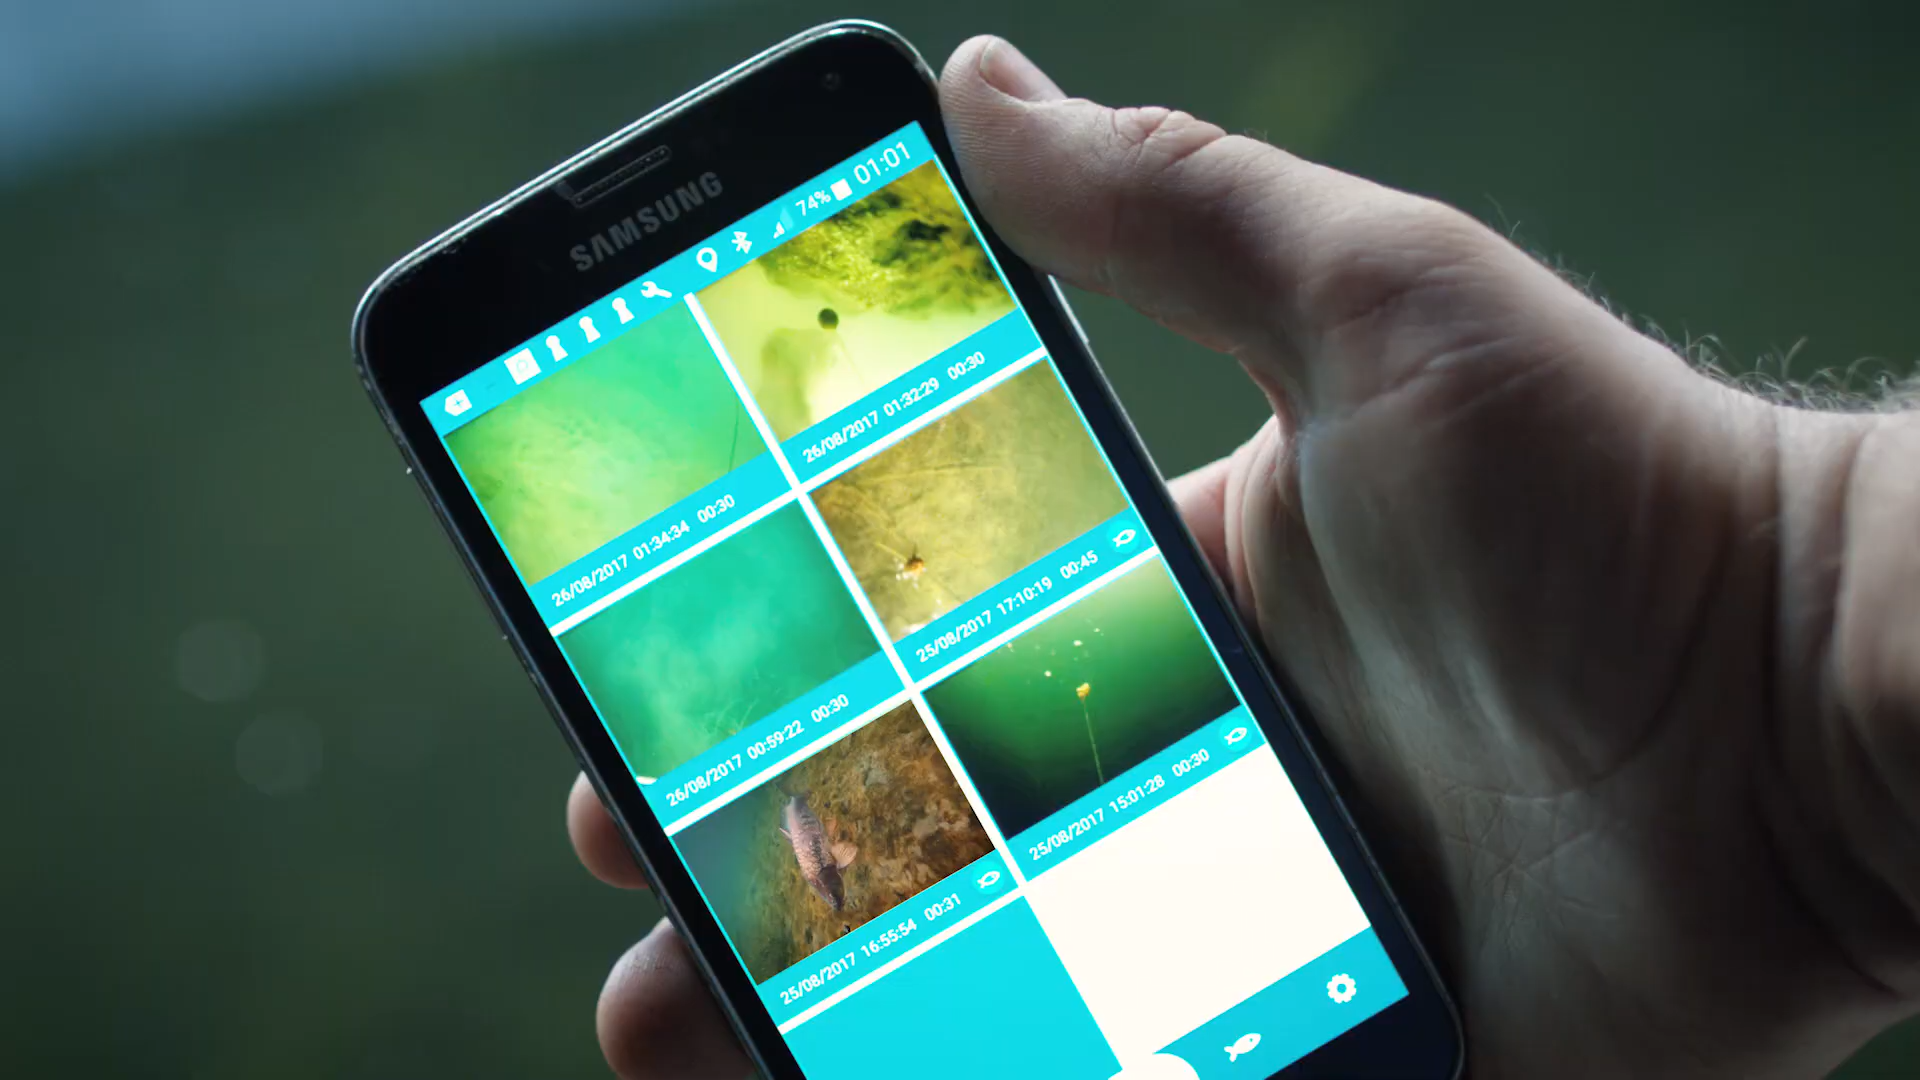 SAMSUNG
74% 01:01
26/08/2017 01:34:34 00:30
26/08/2017 01:32:29 00:30
26/08/2017 00:59:22 00:30
25/08/2017 17:10:19 00:45
25/08/2017 16:55:54 00:31
25/08/2017 15:01:28 00:30